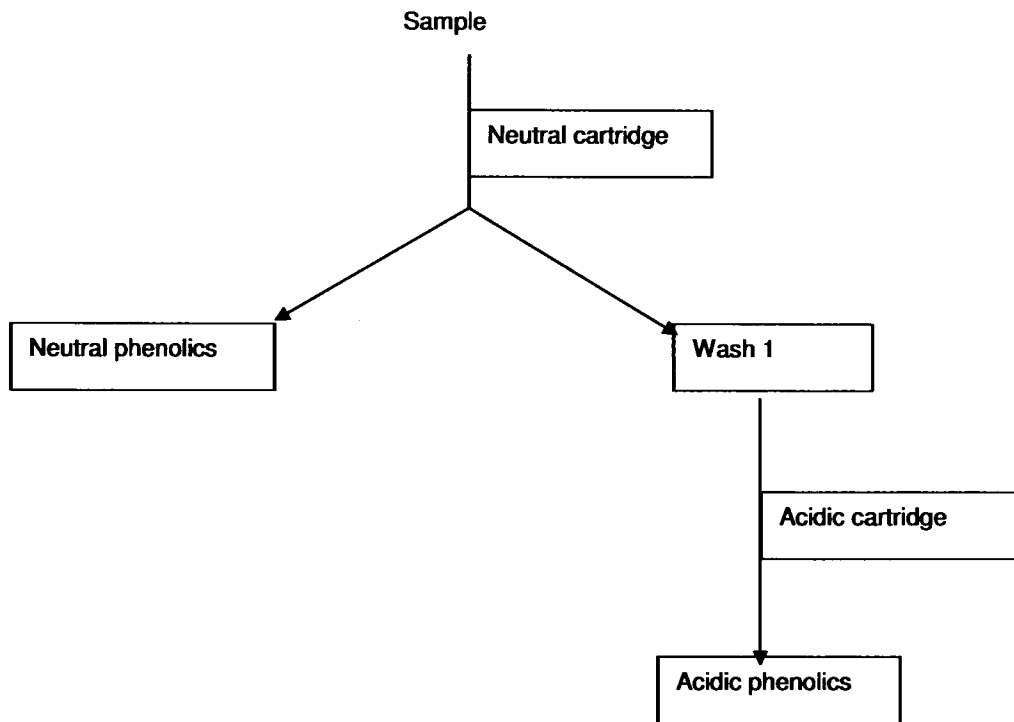 Sample
Neutral cartridge
Neutral phenolics
Wash 1
Acidic cartridge
Acidic phenolics